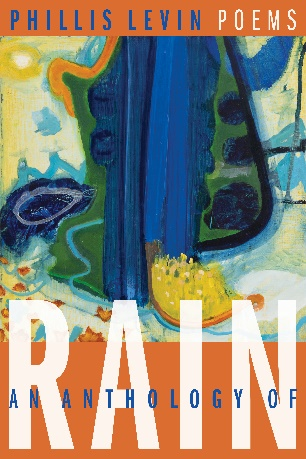 PHILLIS LEVIN POEMS
AN ANTHOLOGY OF
RAIN